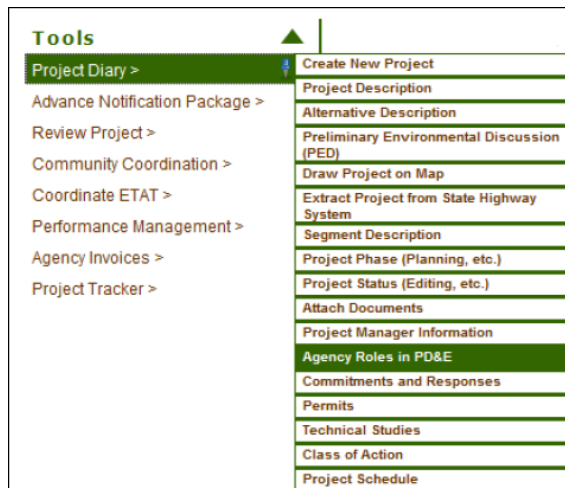 Tools
Project Diary >
Advance Notification Package >
Review Project >
Community Coordination >
Coordinate ETAT >
Performance Management >
Agency Invoices >
Project Tracker >
Create New Project
Project Description
Alternative Description
Preliminary Environmental Discussion
(PED)
Draw Project on Map
Extract Project from State Highway
System
Segment Description
Project Phase (Planning, etc.)
Project Status (Editing, etc.)
Attach Documents
Project Manager Information
Agency Roles in PD&E
Commitments and Responses
Permits
Technical Studies
Class of Action
Project Schedule